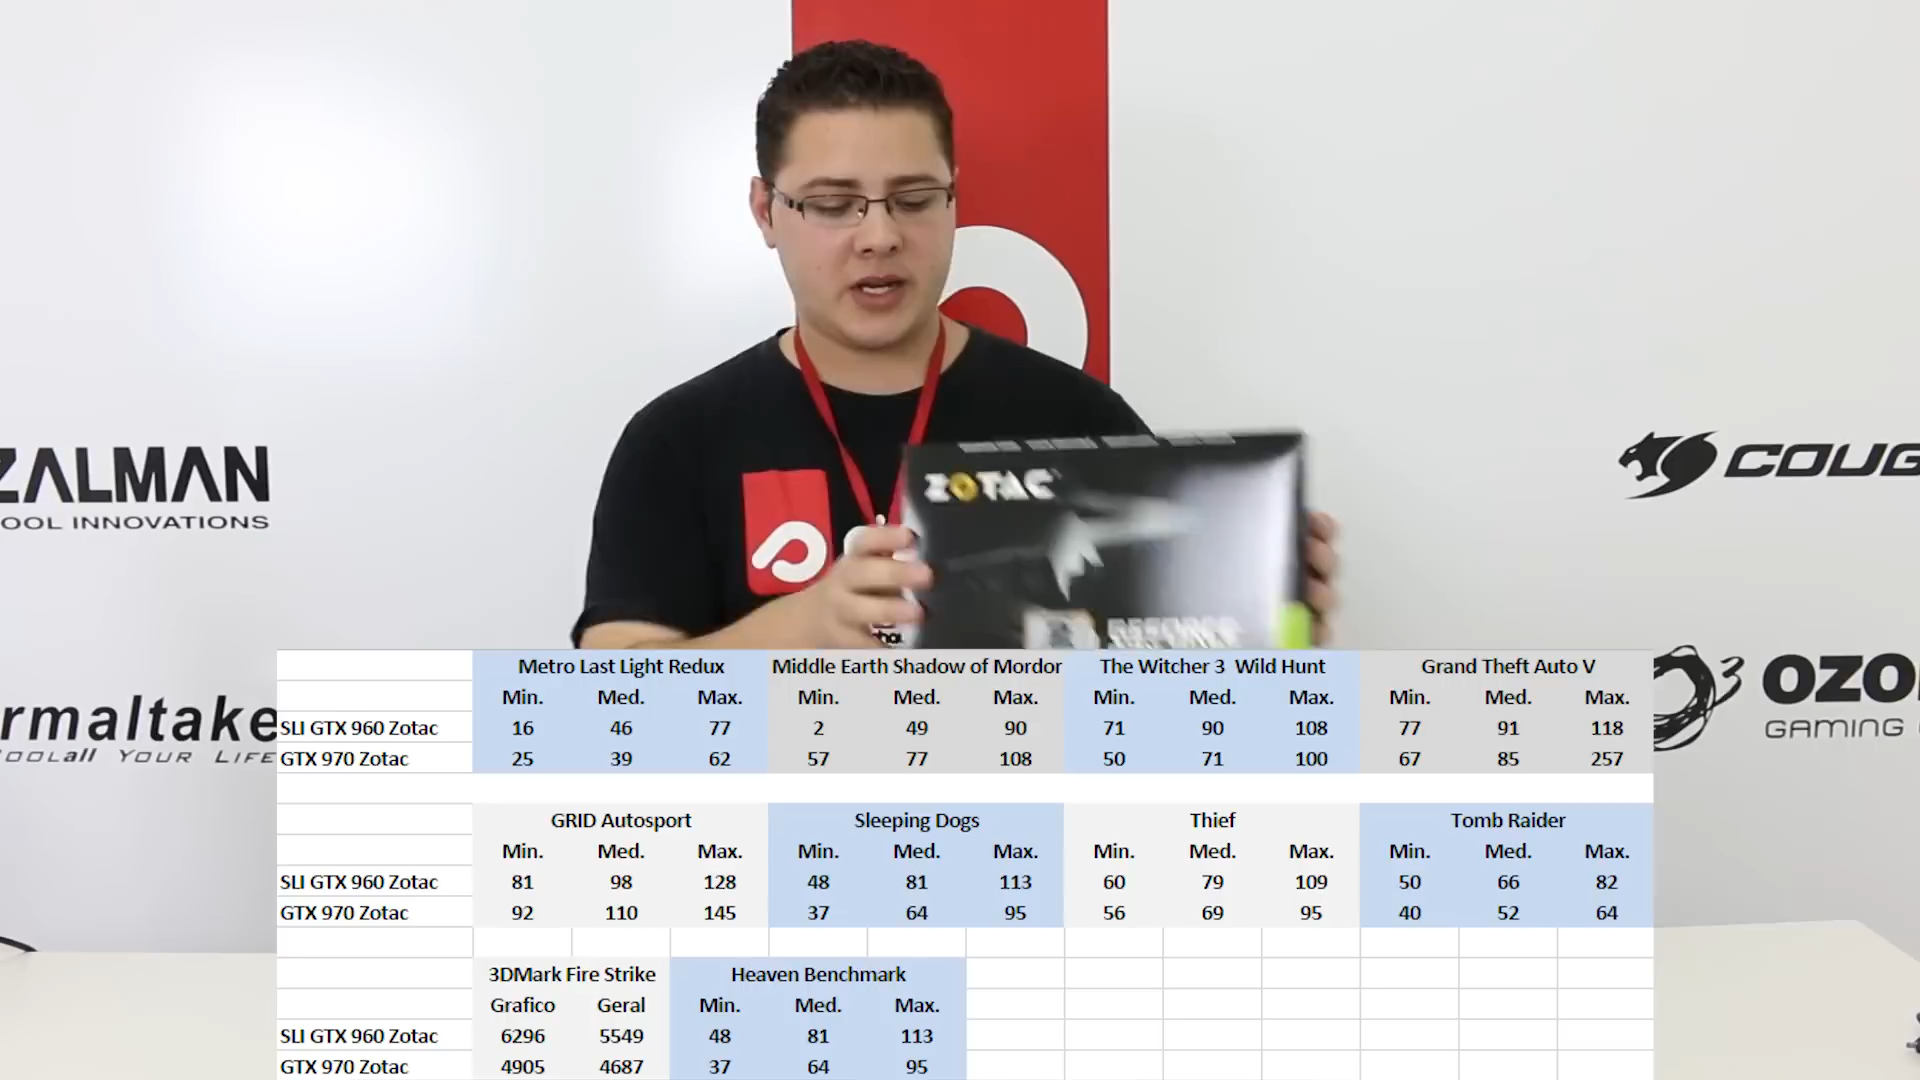 ZALMAN
OOL INNOVATIONS
COUG
ZOTAC
rmaltake
OOLall YOUR LIFE
OZO
GAMING
Metro Last Light Redux Middle Earth Shadow of Mordor The Witcher 3 Wild Hunt Grand Theft Auto V
Min. Med. Max. Min. Med. Max. Min. Med. Max. Min. Med. Max.
SLI GTX 960 Zotac 16 46 77 2 49 90 71 90 108 77 91 118
GTX 970 Zotac 25 39 62 57 77 108 50 71 100 67 85 257
GRID Autosport Sleeping Dogs Thief Tomb Raider
Min. Med. Max. Min. Med. Max. Min. Med. Max. Min. Med. Max.
SLI GTX 960 Zotac 81 98 128 48 81 113 60 79 109 50 66 82
GTX 970 Zotac 92 110 145 37 64 95 56 69 95 40 52 64
3DMark Fire Strike Heaven Benchmark
Grafico Geral Min. Med. Max.
SLI GTX 960 Zotac 6296 5549 48 81 113
GTX 970 Zotac 4905 4687 37 64 95